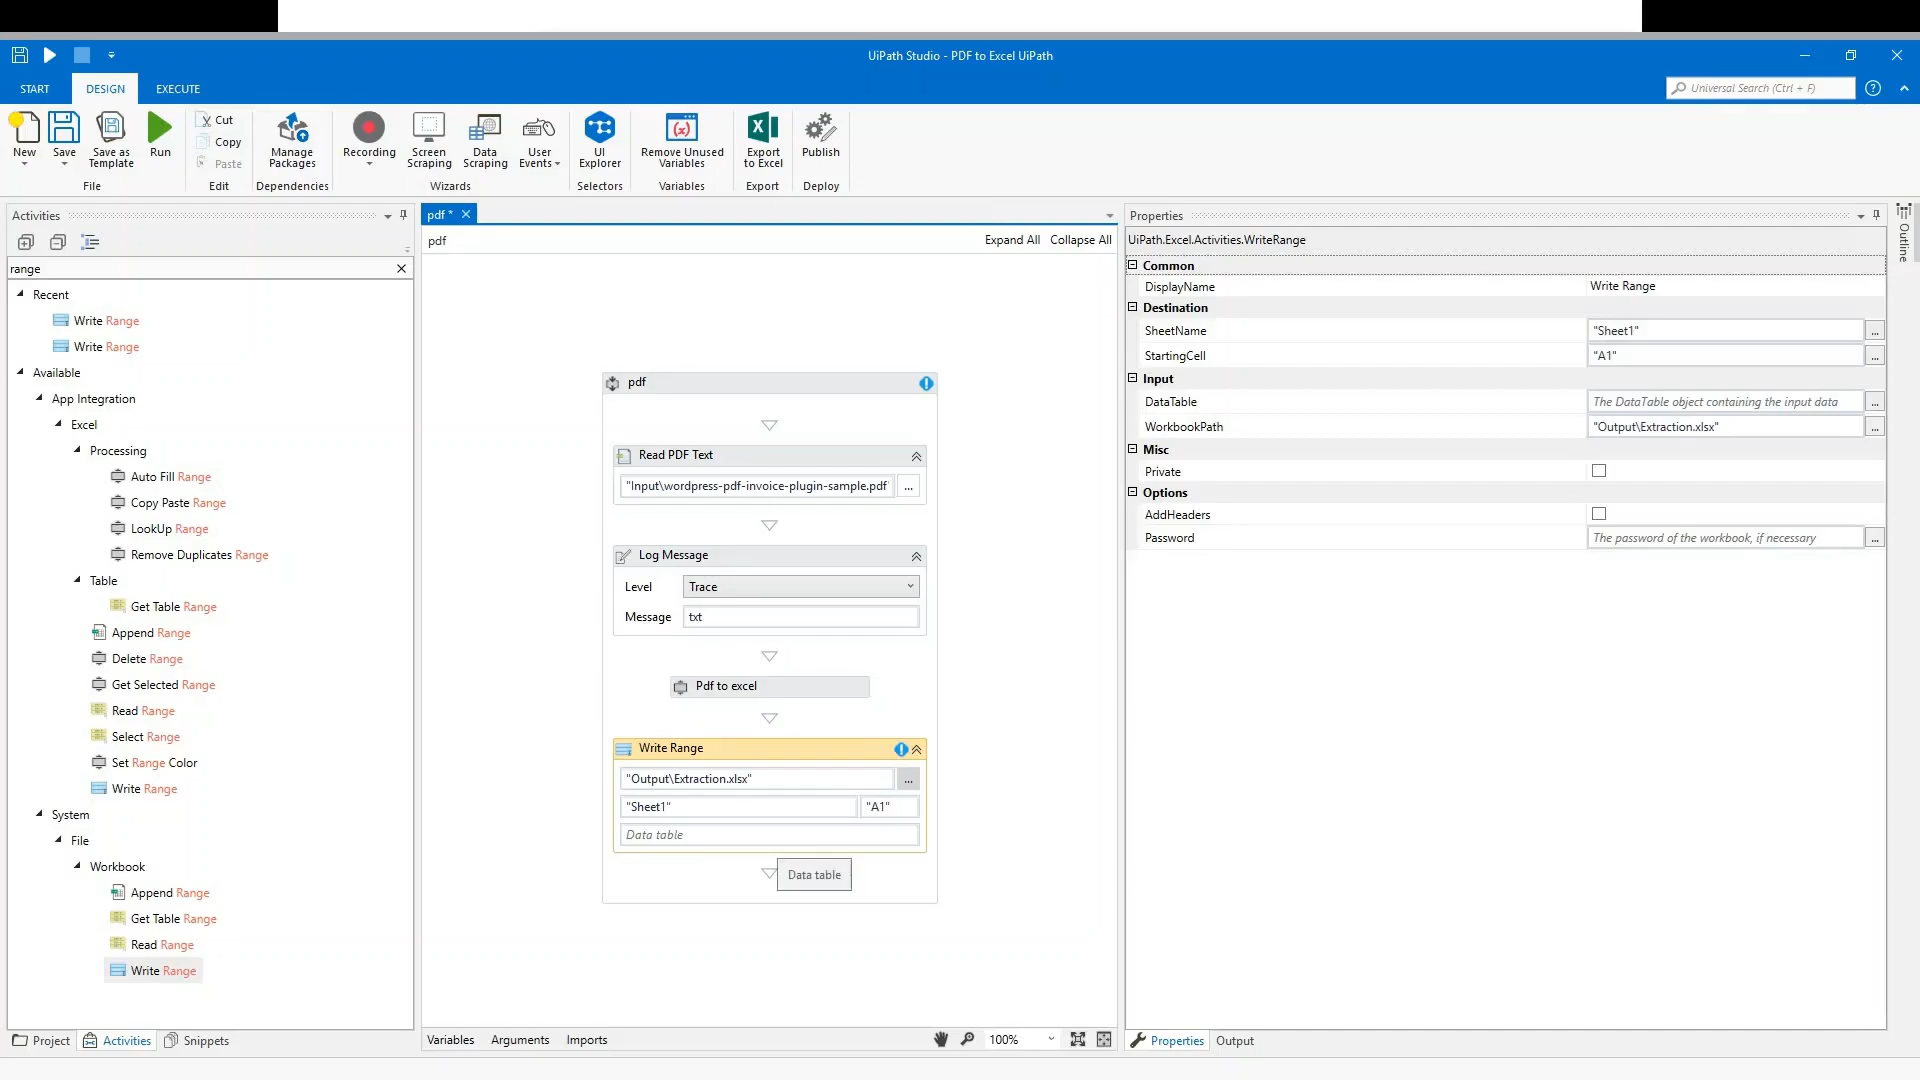 UiPath Studio - PDF to Excel UiPath
START
DESIGN
EXECUTE
Universal Search (Ctrl + F)
New
Save
Save as Template
Run
Cut
Copy
Paste
Manage Packages
Recording
Screen Scraping
Data Scraping
User Events
UI Explorer
Remove Unused Variables
Export to Excel
Publish
File
Edit
Dependencies
Wizards
Selectors
Variables
Export
Deploy
Activities
range
Recent
Write Range
Write Range
Available
App Integration
Excel
Processing
Auto Fill Range
Copy Paste Range
LookUp Range
Remove Duplicates Range
Table
Get Table Range
Append Range
Delete Range
Get Selected Range
Read Range
Select Range
Set Range Color
Write Range
System
File
Workbook
Append Range
Get Table Range
Read Range
Write Range
Project
Activities
Snippets
pdf *
pdf
Expand All
Collapse All
pdf
Read PDF Text
"Input\wordpress-pdf-invoice-plugin-sample.pdf"
...
Log Message
Level
Trace
Message
txt
Pdf to excel
Write Range
"Output\Extraction.xlsx"
...
"Sheet1"
"A1"
Data table
Data table
Variables
Arguments
Imports
100%
Properties
UiPath.Excel.Activities.WriteRange
Common
DisplayName
Write Range
Destination
SheetName
"Sheet1"
...
StartingCell
"A1"
...
Input
DataTable
The DataTable object containing the input data
...
WorkbookPath
"Output\Extraction.xlsx"
...
Misc
Private
Options
AddHeaders
Password
The password of the workbook, if necessary
...
Properties
Output
Outline